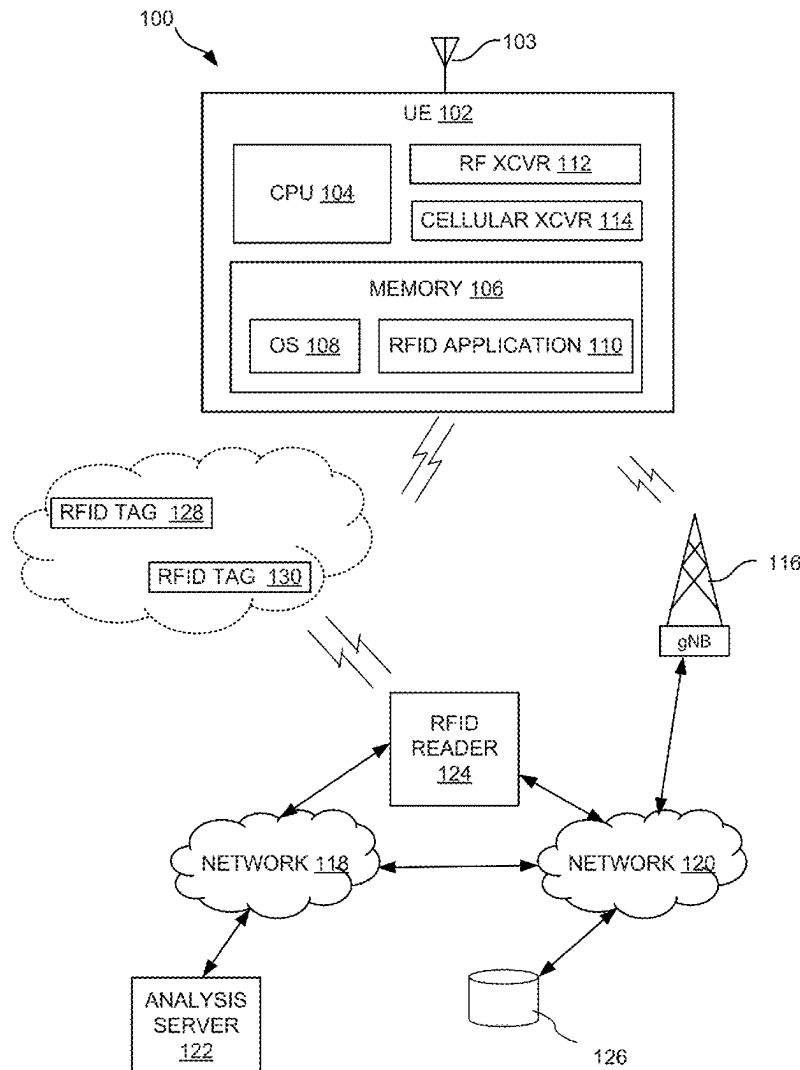 100
103
UE 102
CPU 104
RF XCVR 112
CELLULAR XCVR 114
MEMORY 106
OS 108
RFID APPLICATION 110
RFID TAG 128
RFID TAG 130
116
gNB
RFID
READER
124
NETWORK 118
NETWORK 120
ANALYSIS
SERVER
122
126